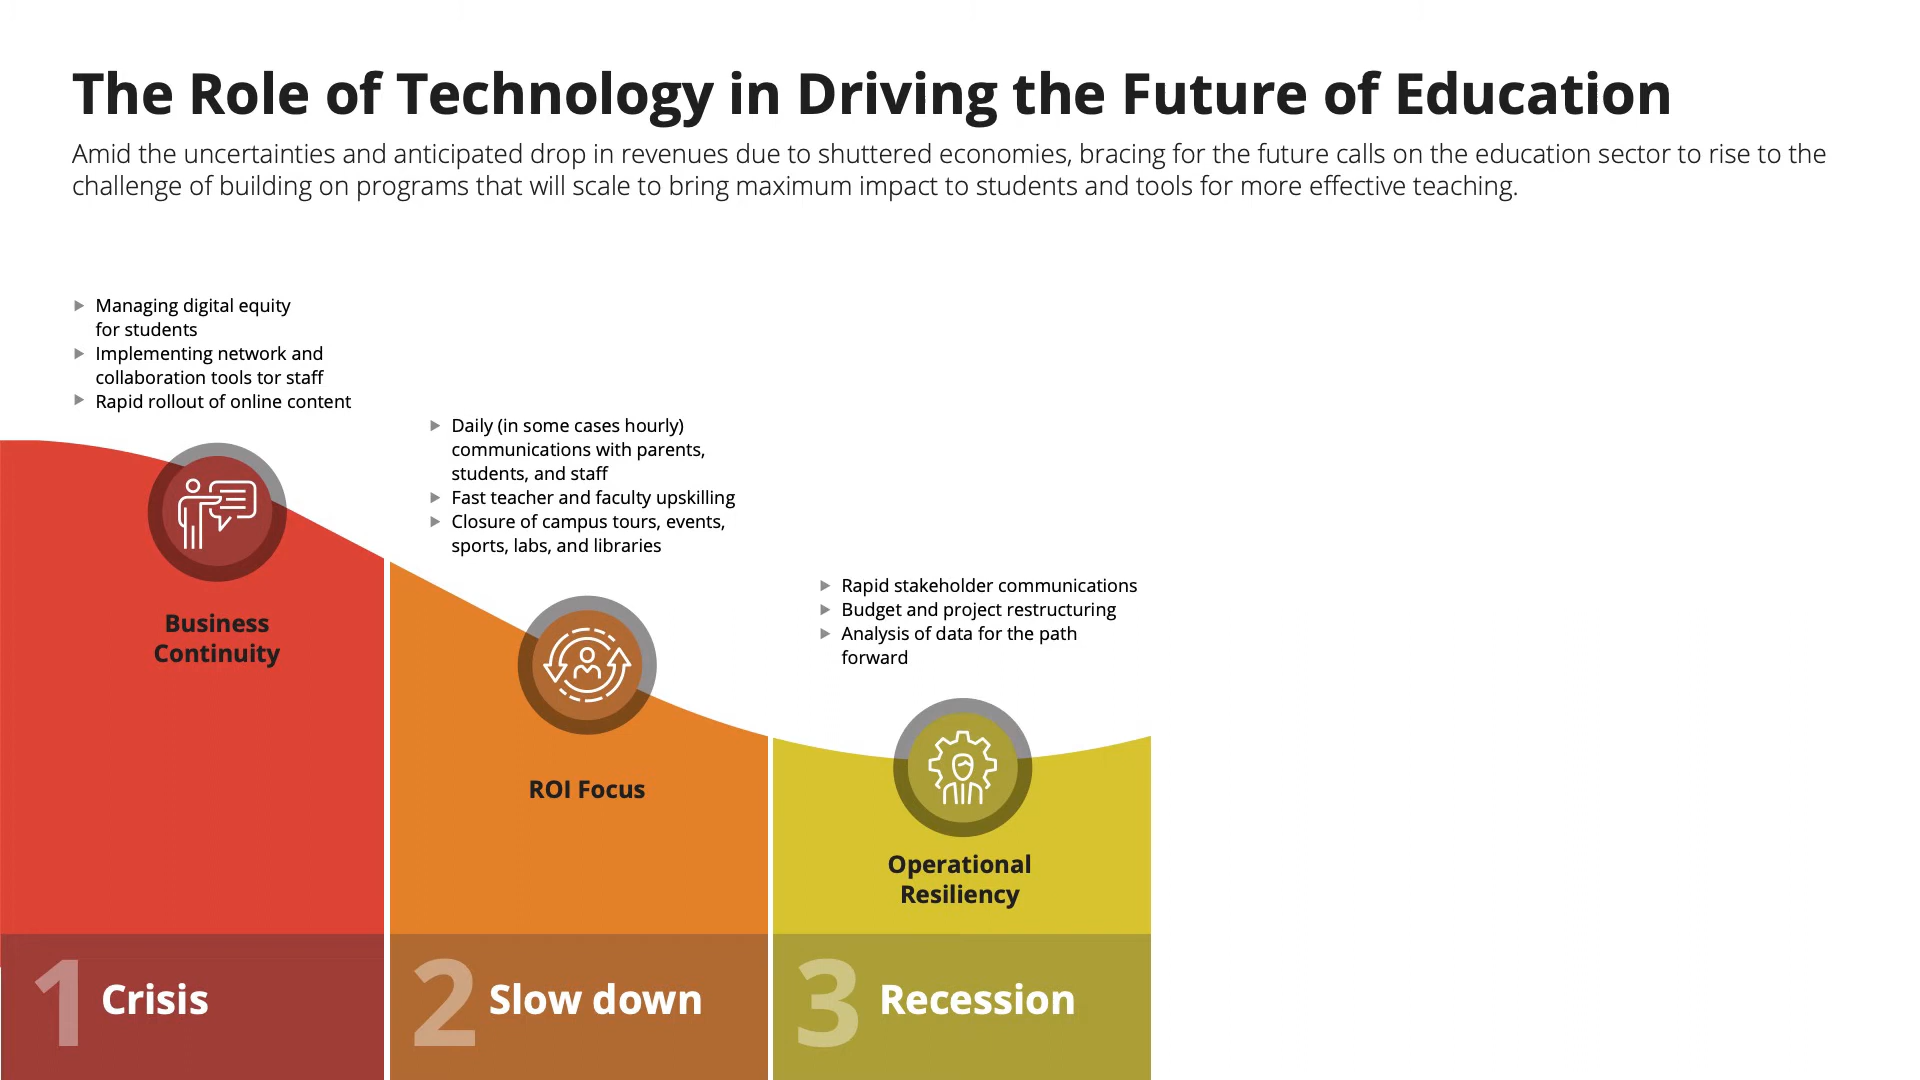 The Role of Technology in Driving the Future of Education
Amid the uncertainties and anticipated drop in revenues due to shuttered economies, bracing for the future calls on the education sector to rise to the
challenge of building on programs that will scale to bring maximum impact to students and tools for more effective teaching.
Managing digital equity
for students
Implementing network and
collaboration tools tor staff
Rapid rollout of online content
Business
Continuity
1 Crisis
Daily (in some cases hourly)
communications with parents,
students, and staff
Fast teacher and faculty upskilling
Closure of campus tours, events,
sports, labs, and libraries
ROI Focus
2 Slow down
Rapid stakeholder communications
Budget and project restructuring
Analysis of data for the path
forward
Operational
Resiliency
3 Recession